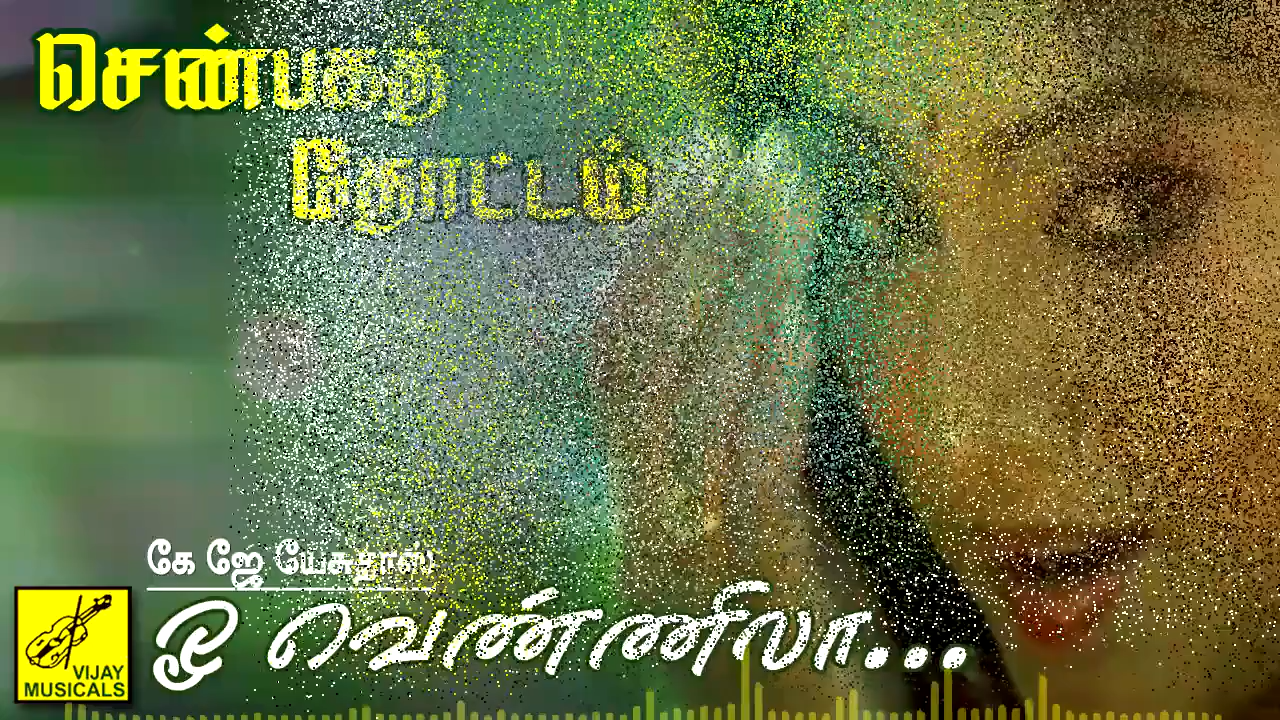 செண்பகத்
தோட்டம்
கே ஜே யேசுதாஸ்
ஓ வெண்ணிலா...
VIJAY
MUSICALS